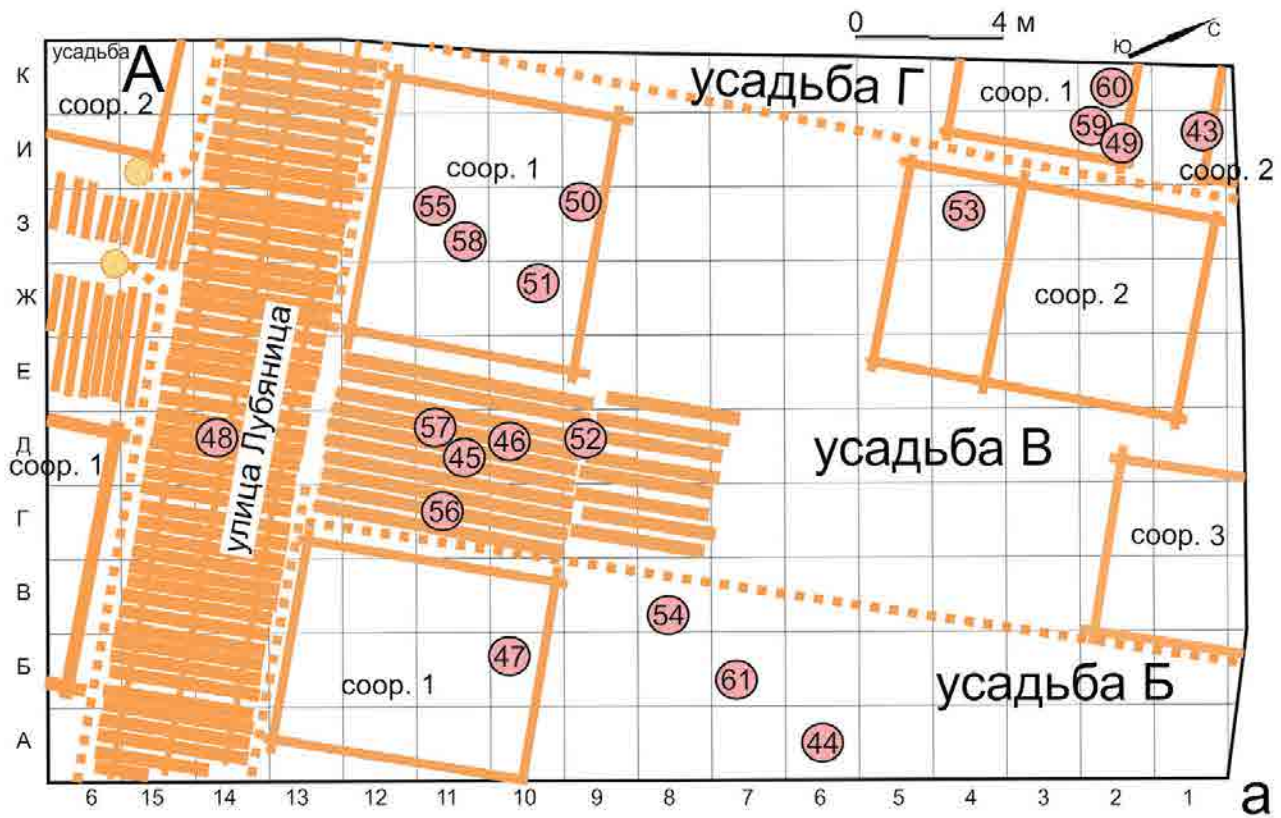 0 4 м
Ю С
усадьба А
К
соор. 2
усадьба Г
соор. 1
60
59
49
43
И
соор. 1
соор. 2
З
55
50
53
58
Ж
51
соор. 2
улица Лубяница
Е
Д
48
57
45
46
52
усадьба В
соор. 1
Г
56
соор. 3
В
54
Б
47
соор. 1
61
усадьба Б
А
44
6 15 14 13 12 11 10 9 8 7 6 5 4 3 2 1
а